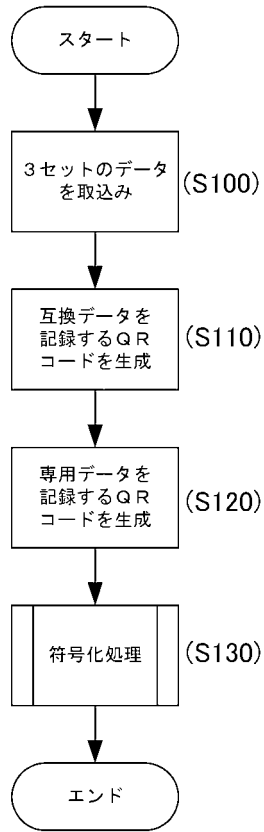 スタート
３セットのデータ
を取込み
(S100)
互換データを
記録するＱＲ
コードを生成
(S110)
専用データを
記録するＱＲ
コードを生成
(S120)
符号化処理
(S130)
エンド